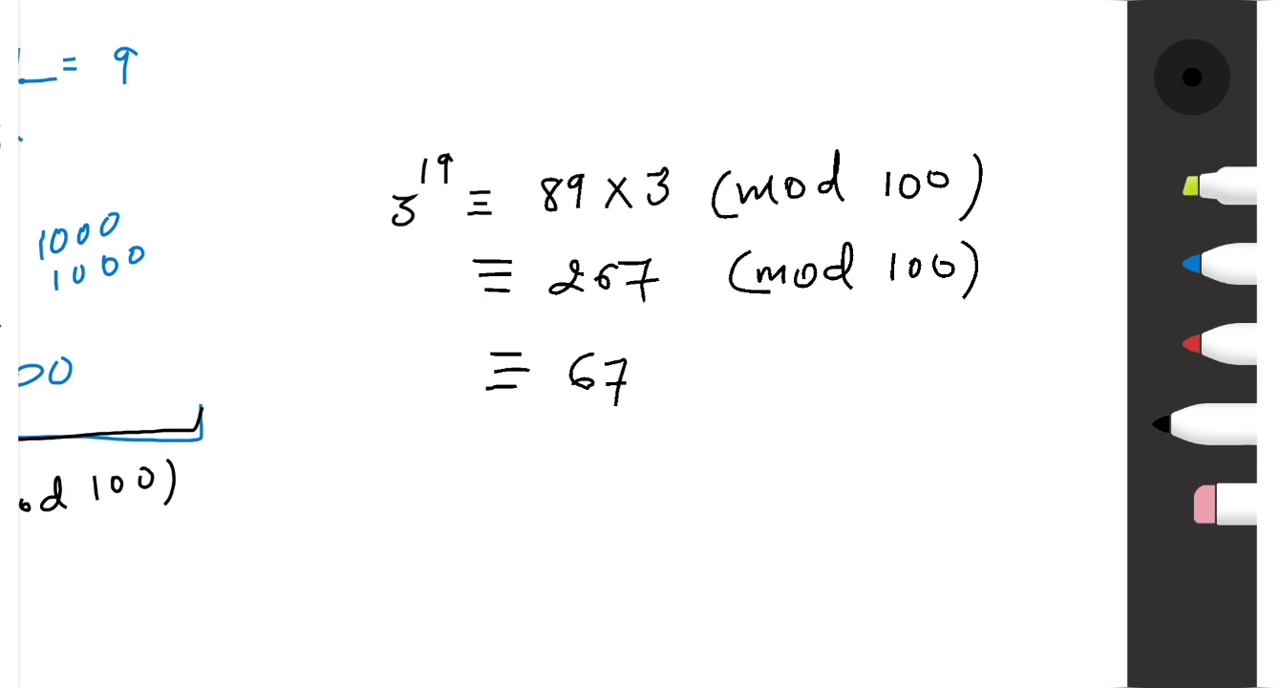 = 9
1000
1000
00
od 100)
3^19 ≡ 89 × 3 (mod 100)
≡ 267 (mod 100)
≡ 67